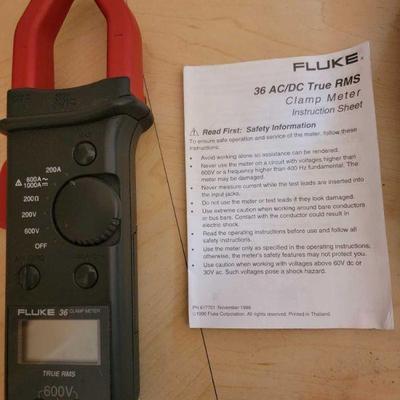 200A
600A~
1000A⎓
200Ω
200V
600V
OFF
FLUKE 36 CLAMP METER
TRUE RMS
600V
FLUKE
36 AC/DC True RMS
Clamp Meter
Instruction Sheet
⚠ Read First: Safety Information
To ensure safe operation and service of the meter, follow these
instructions:
• Avoid working alone so assistance can be rendered.
• Never use the meter on a circuit with voltages higher than
600V or a frequency higher than 400 Hz fundamental. The
meter may be damaged.
• Never measure current while the test leads are inserted into
the input jacks.
• Do not use the meter or test leads if they look damaged.
• Use extreme caution when working around bare conductors
or bus bars. Contact with the conductor could result in
electric shock.
• Read the operating instructions before use and follow all
safety instructions.
• Use the meter only as specified in the operating instructions;
otherwise, the meter's safety features may not protect you.
• Use caution when working with voltages above 60V dc or
30V ac. Such voltages pose a shock hazard.
PN 617701 November 1996
© 1996 Fluke Corporation. All rights reserved. Printed in Thailand.